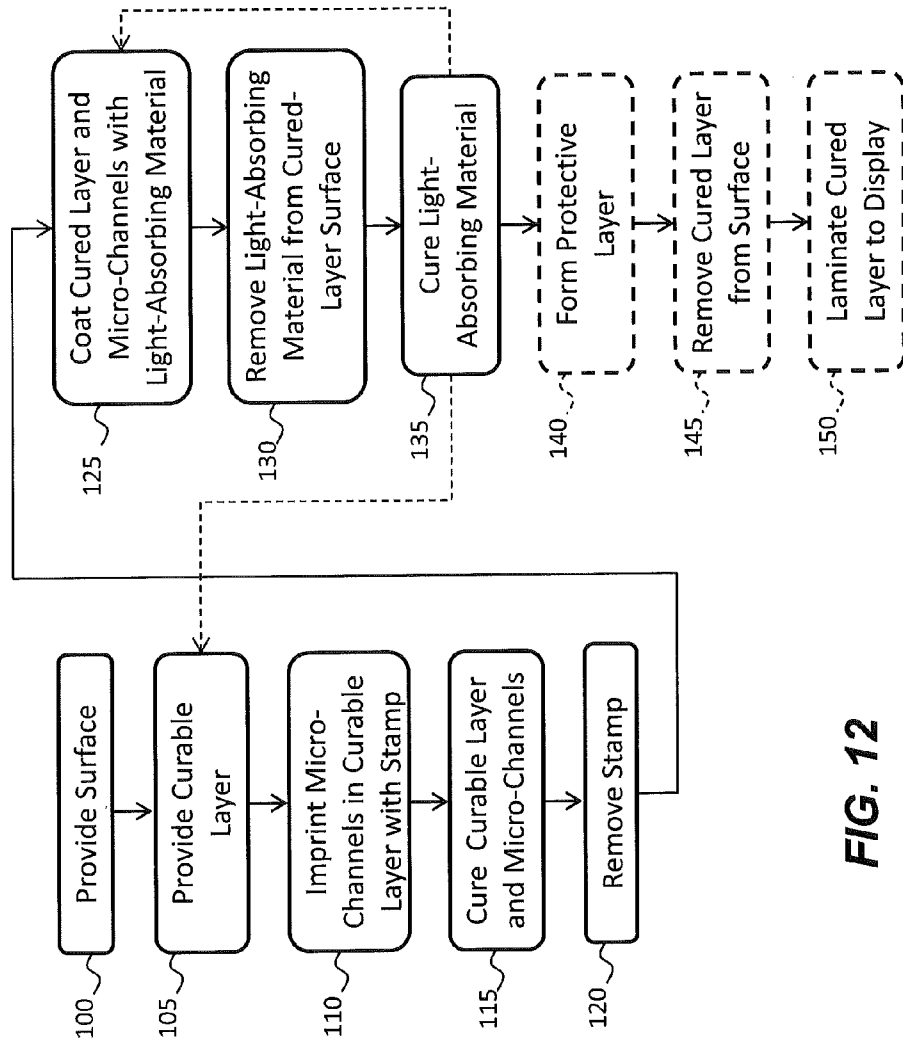 100
Provide Surface
105
Provide Curable
Layer
110
Imprint Micro-
Channels in Curable
Layer with Stamp
115
Cure Curable Layer
and Micro-Channels
120
Remove Stamp
125
Coat Cured Layer and
Micro-Channels with
Light-Absorbing Material
130
Remove Light-Absorbing
Material from Cured-
Layer Surface
135
Cure Light-
Absorbing Material
140
Form Protective
Layer
145
Remove Cured Layer
from Surface
150
Laminate Cured
Layer to Display
FIG. 12